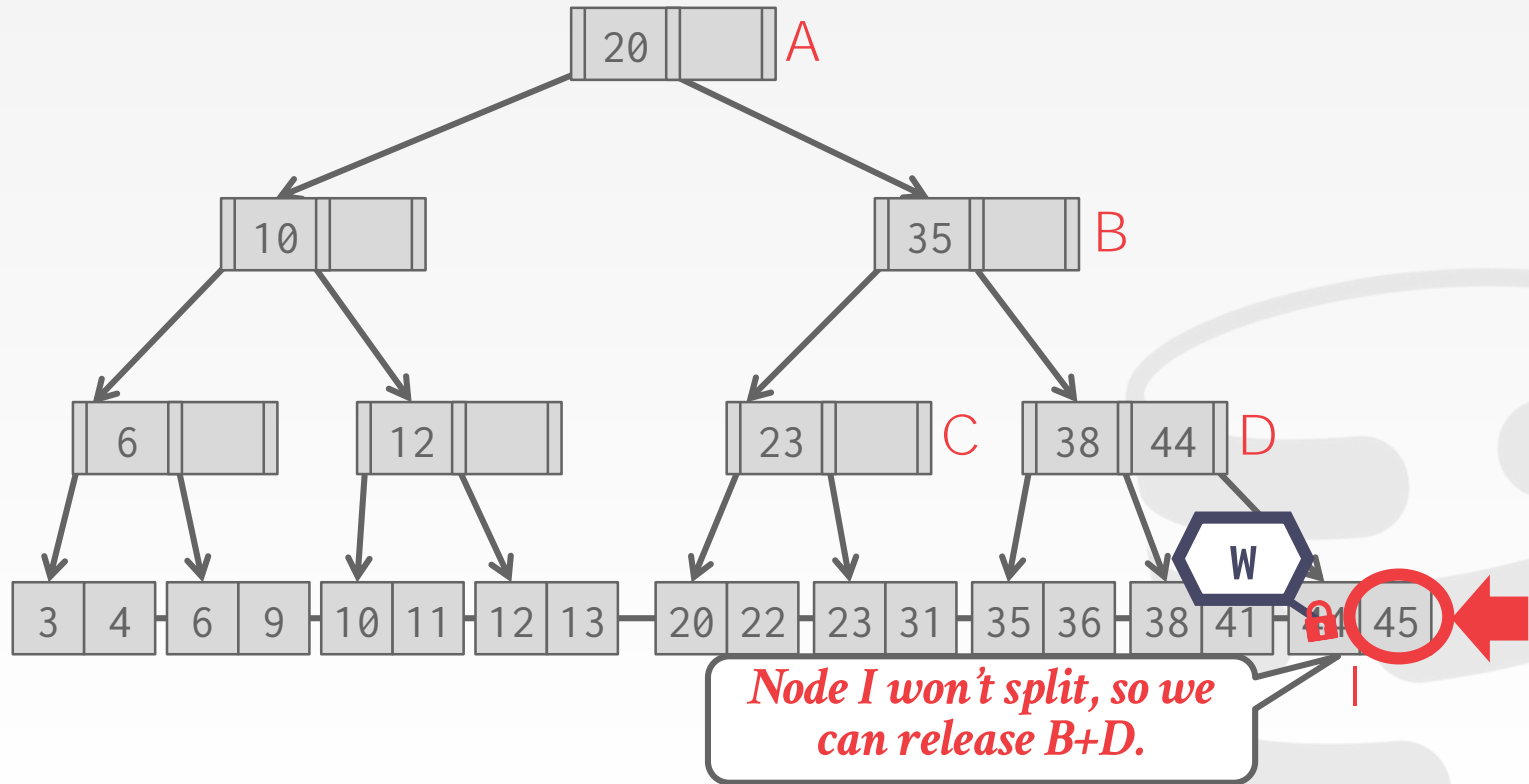 20 A
10 35 B
6 12 23 C 38 44 D
W
3 4 6 9 10 11 12 13 20 22 23 31 35 36 38 41 44 45
Node I won't split, so we I
can release B+D.